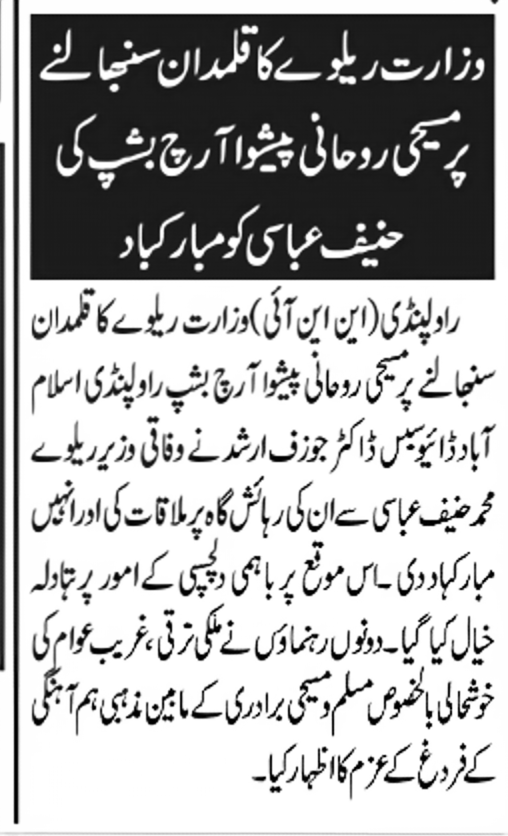 وزارت ریلوے کا قلمدان سنبھالنے
پر مسیحی روحانی پیشوا آرچ بشپ کی
حنیف عباسی کو مبارکباد
راولپنڈی (این این آئی) وزارت ریلوے کا قلمدان
سنبھالنے پر مسیحی روحانی پیشوا آرچ بشپ راولپنڈی اسلام
آباد ڈائیوسیس ڈاکٹر جوزف ارشد نے وفاقی وزیر ریلوے
محمد حنیف عباسی سے ان کی رہائش گاہ پر ملاقات کی اور انہیں
مبارکباد دی۔ اس موقع پر باہمی دلچسپی کے امور پر تبادلہ
خیال کیا گیا۔ دونوں رہنماؤں نے ملکی ترقی، غریب عوام کی
خوشحالی بالخصوص مسلم و مسیحی برادری کے مابین مذہبی ہم آہنگی
کے فروغ کے عزم کا اظہار کیا۔